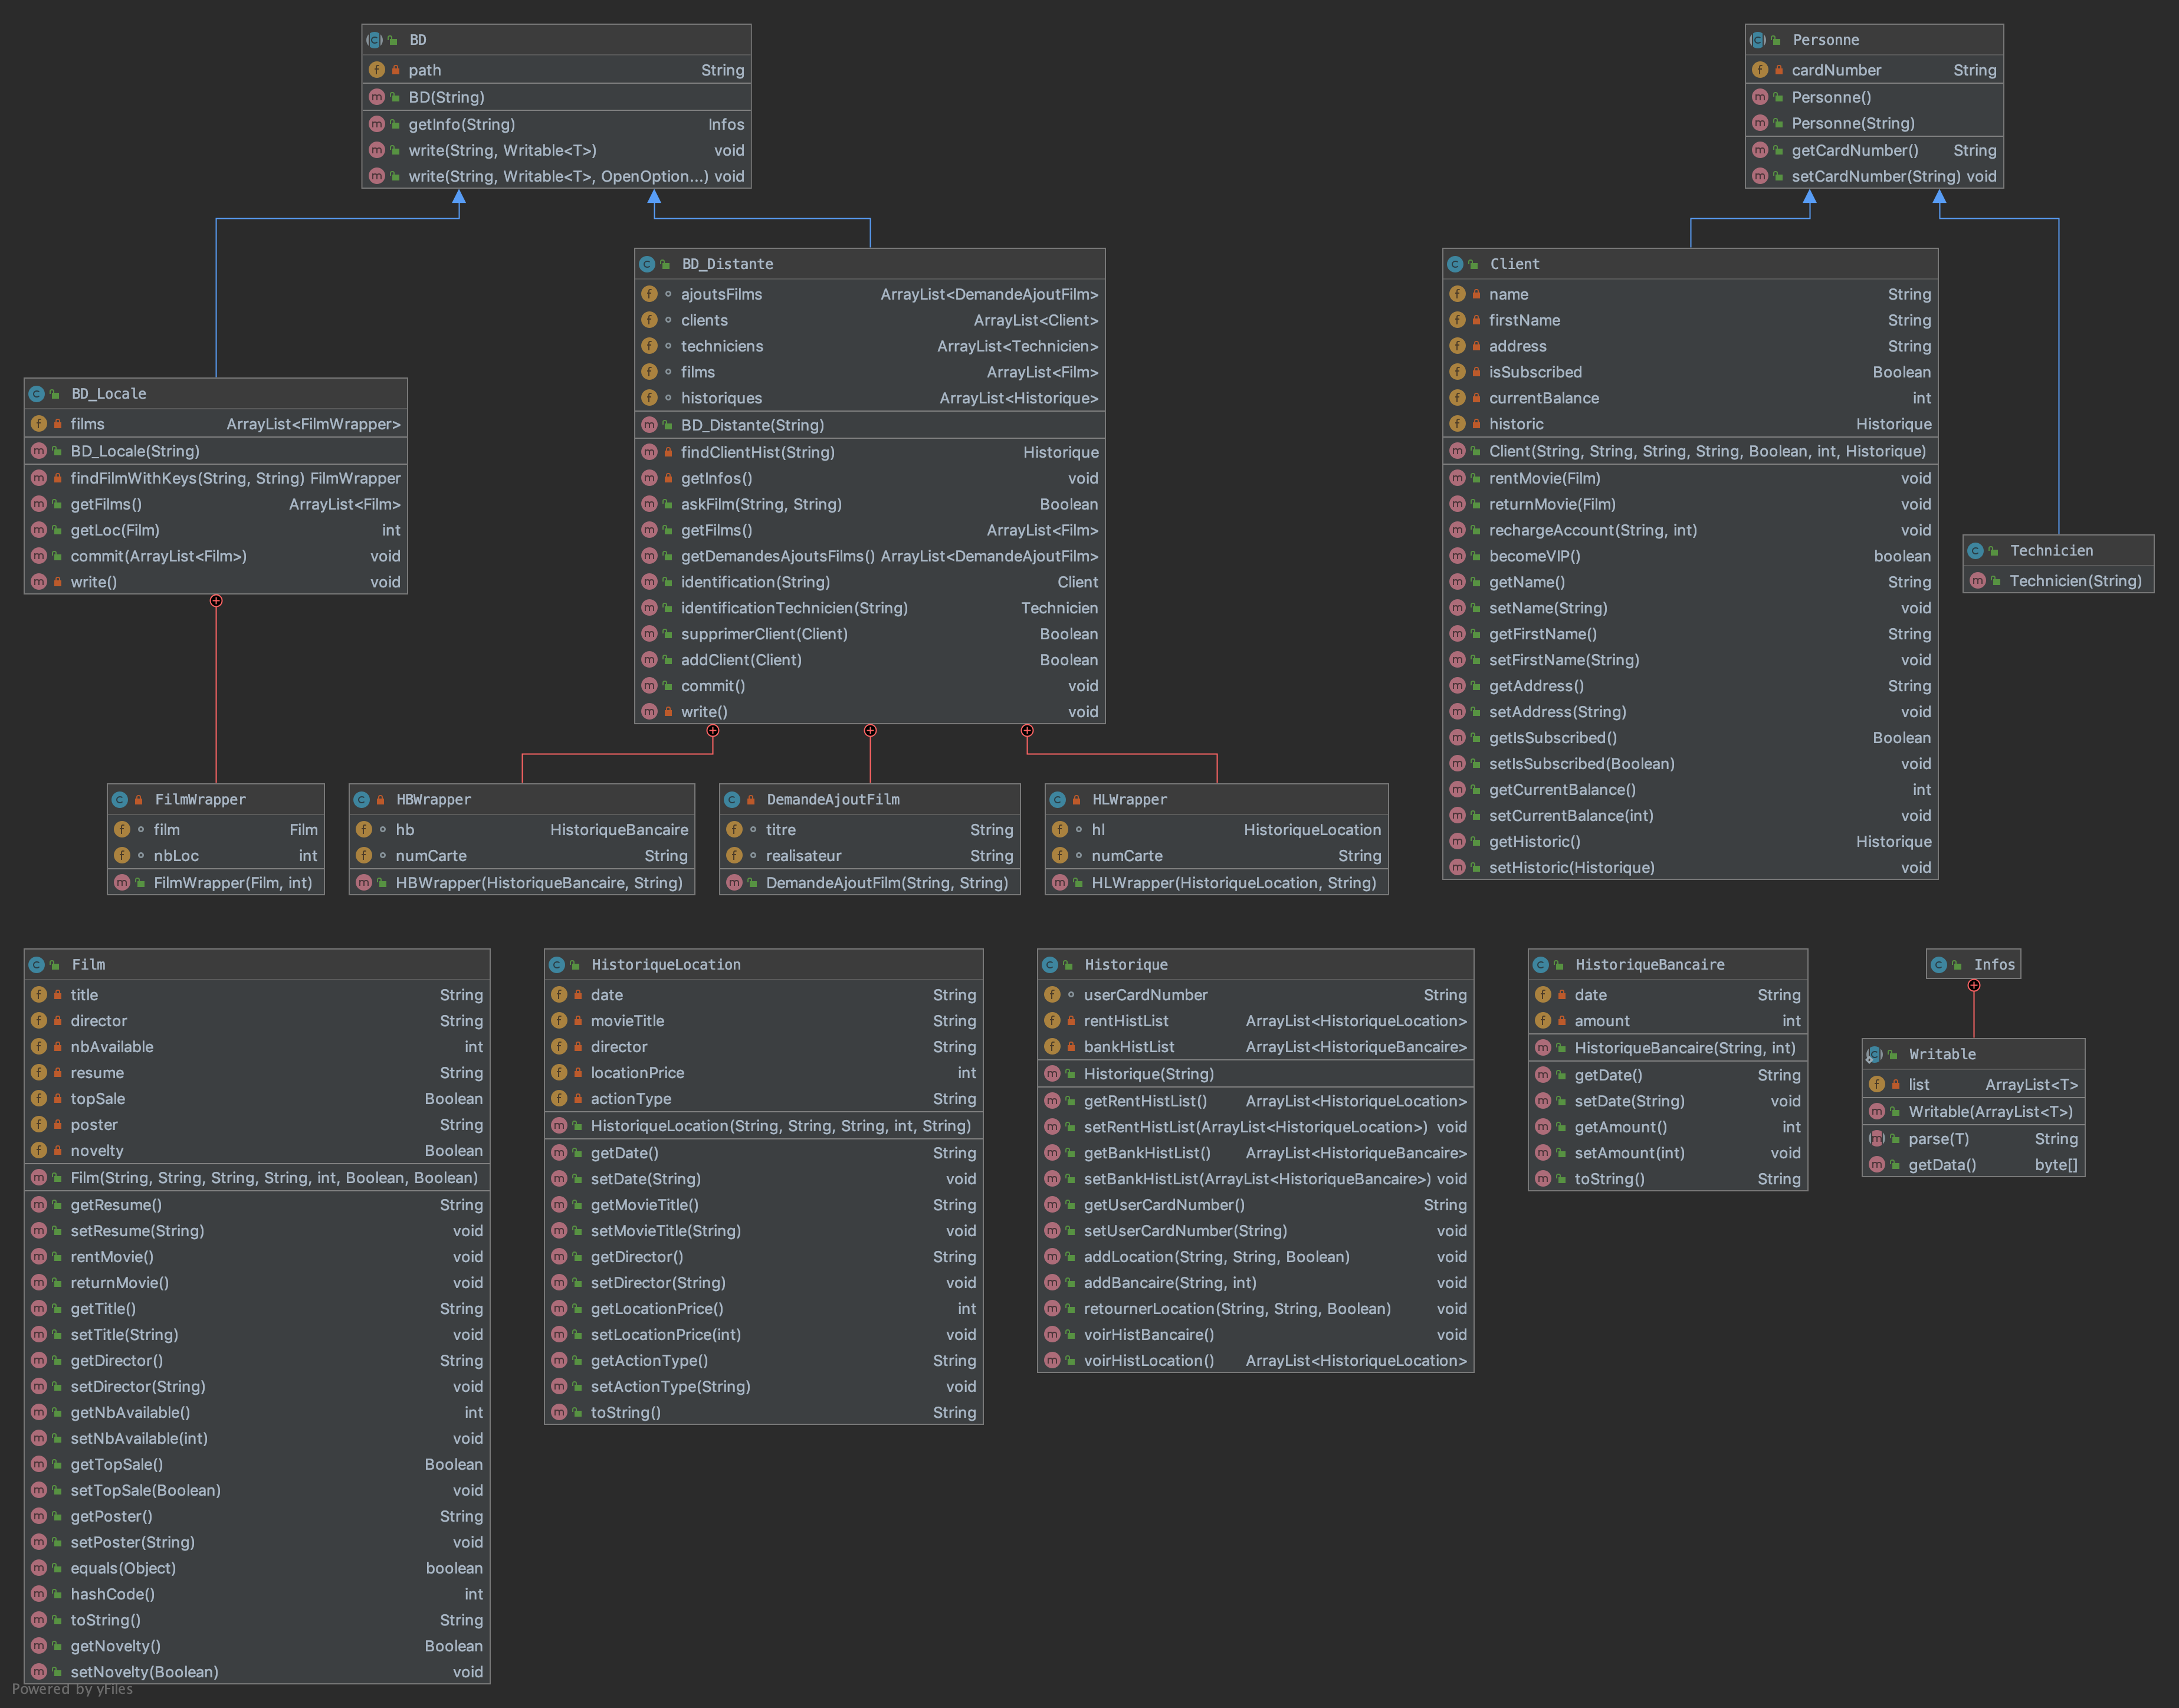 BD
path String
BD(String)
getInfo(String) Infos
write(String, Writable<T>) void
write(String, Writable<T>, OpenOption...) void
Personne
cardNumber String
Personne()
Personne(String)
getCardNumber() String
setCardNumber(String) void
BD_Locale
films ArrayList<FilmWrapper>
BD_Locale(String)
findFilmWithKeys(String, String) FilmWrapper
getFilms() ArrayList<Film>
getLoc(Film) int
commit(ArrayList<Film>) void
write() void
BD_Distante
ajoutsFilms ArrayList<DemandeAjoutFilm>
clients ArrayList<Client>
techniciens ArrayList<Technicien>
films ArrayList<Film>
historiques ArrayList<Historique>
BD_Distante(String)
findClientHist(String) Historique
getInfos() void
askFilm(String, String) Boolean
getFilms() ArrayList<Film>
getDemandesAjoutsFilms() ArrayList<DemandeAjoutFilm>
identification(String) Client
identificationTechnicien(String) Technicien
supprimerClient(Client) Boolean
addClient(Client) Boolean
commit() void
write() void
Client
name String
firstName String
address String
isSubscribed Boolean
currentBalance int
historic Historique
Client(String, String, String, String, Boolean, int, Historique)
rentMovie(Film) void
returnMovie(Film) void
rechargeAccount(String, int) void
becomeVIP() boolean
getName() String
setName(String) void
getFirstName() String
setFirstName(String) void
getAddress() String
setAddress(String) void
getIsSubscribed() Boolean
setIsSubscribed(Boolean) void
getCurrentBalance() int
setCurrentBalance(int) void
getHistoric() Historique
setHistoric(Historique) void
Technicien
Technicien(String)
FilmWrapper
film Film
nbLoc int
FilmWrapper(Film, int)
HBWrapper
hb HistoriqueBancaire
numCarte String
HBWrapper(HistoriqueBancaire, String)
DemandeAjoutFilm
titre String
realisateur String
DemandeAjoutFilm(String, String)
HLWrapper
hl HistoriqueLocation
numCarte String
HLWrapper(HistoriqueLocation, String)
Film
title String
director String
nbAvailable int
resume String
topSale Boolean
poster String
novelty Boolean
Film(String, String, String, String, int, Boolean, Boolean)
getResume() String
setResume(String) void
rentMovie() void
returnMovie() void
getTitle() String
setTitle(String) void
getDirector() String
setDirector(String) void
getNbAvailable() int
setNbAvailable(int) void
getTopSale() Boolean
setTopSale(Boolean) void
getPoster() String
setPoster(String) void
equals(Object) boolean
hashCode() int
toString() String
getNovelty() Boolean
setNovelty(Boolean) void
HistoriqueLocation
date String
movieTitle String
director String
locationPrice int
actionType String
HistoriqueLocation(String, String, String, int, String)
getDate() String
setDate(String) void
getMovieTitle() String
setMovieTitle(String) void
getDirector() String
setDirector(String) void
getLocationPrice() int
setLocationPrice(int) void
getActionType() String
setActionType(String) void
toString() String
Historique
userCardNumber String
rentHistList ArrayList<HistoriqueLocation>
bankHistList ArrayList<HistoriqueBancaire>
Historique(String)
getRentHistList() ArrayList<HistoriqueLocation>
setRentHistList(ArrayList<HistoriqueLocation>) void
getBankHistList() ArrayList<HistoriqueBancaire>
setBankHistList(ArrayList<HistoriqueBancaire>) void
getUserCardNumber() String
setUserCardNumber(String) void
addLocation(String, String, Boolean) void
addBancaire(String, int) void
retournerLocation(String, String, Boolean) void
voirHistBancaire() void
voirHistLocation() ArrayList<HistoriqueLocation>
HistoriqueBancaire
date String
amount int
HistoriqueBancaire(String, int)
getDate() String
setDate(String) void
getAmount() int
setAmount(int) void
toString() String
Infos
Writable
list ArrayList<T>
Writable(ArrayList<T>)
parse(T) String
getData() byte[]
Powered by yFiles